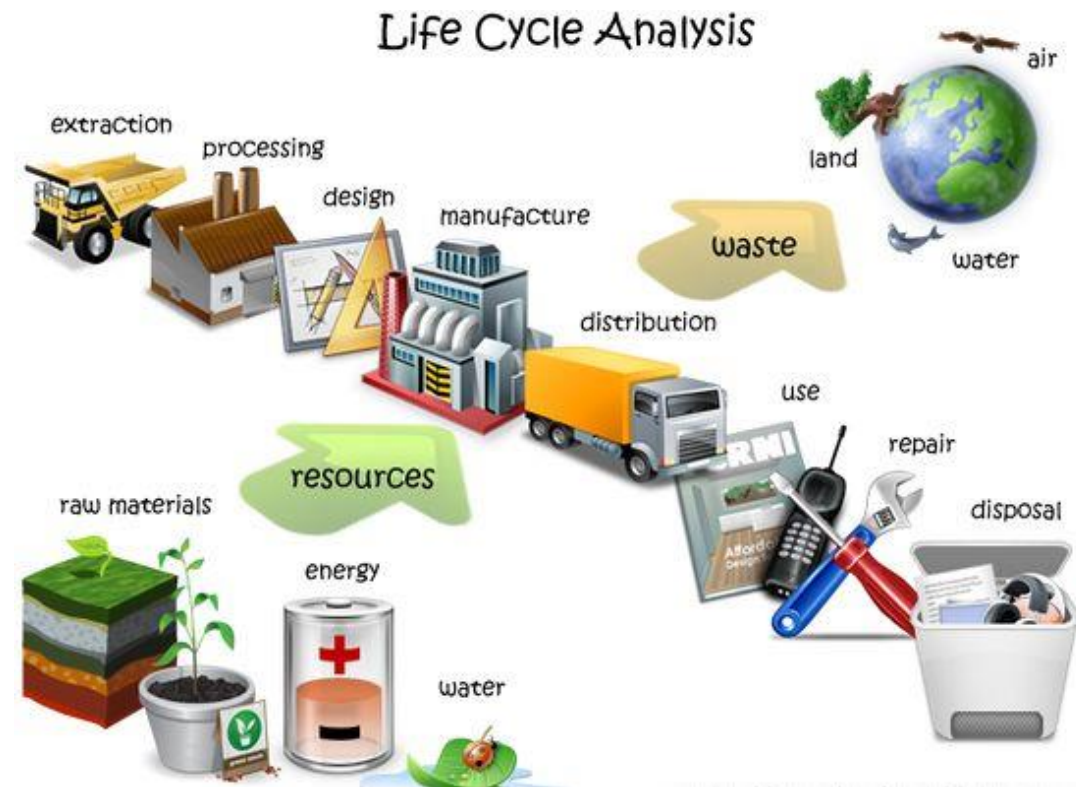 Life Cycle Analysis
air
extraction
processing
land
design
manufacture
waste
water
distribution
use
repair
resources
raw materials
disposal
energy
water